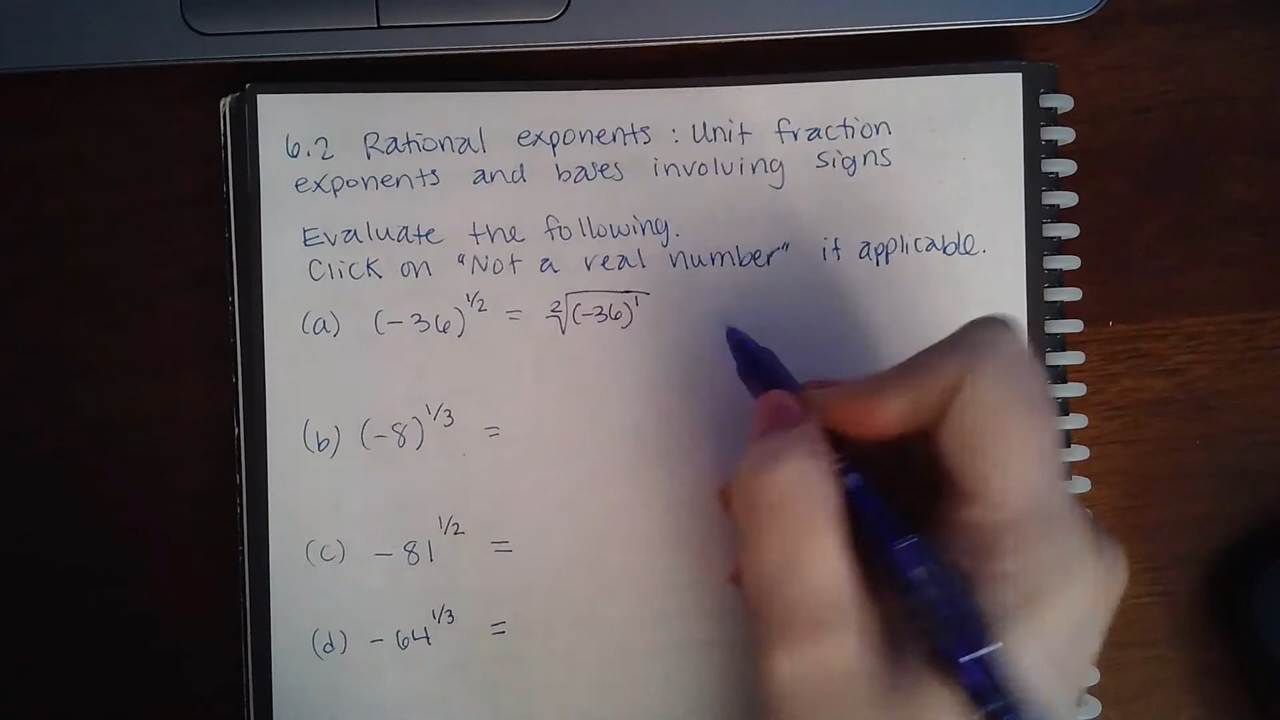 6.2 Rational exponents : Unit fraction
exponents and bases involving signs
Evaluate the following.
Click on "Not a real number" if applicable.
(a) (-36)^1/2 = ²√(-36)¹
(b) (-8)^1/3 =
(c) -81^1/2 =
(d) -64^1/3 =